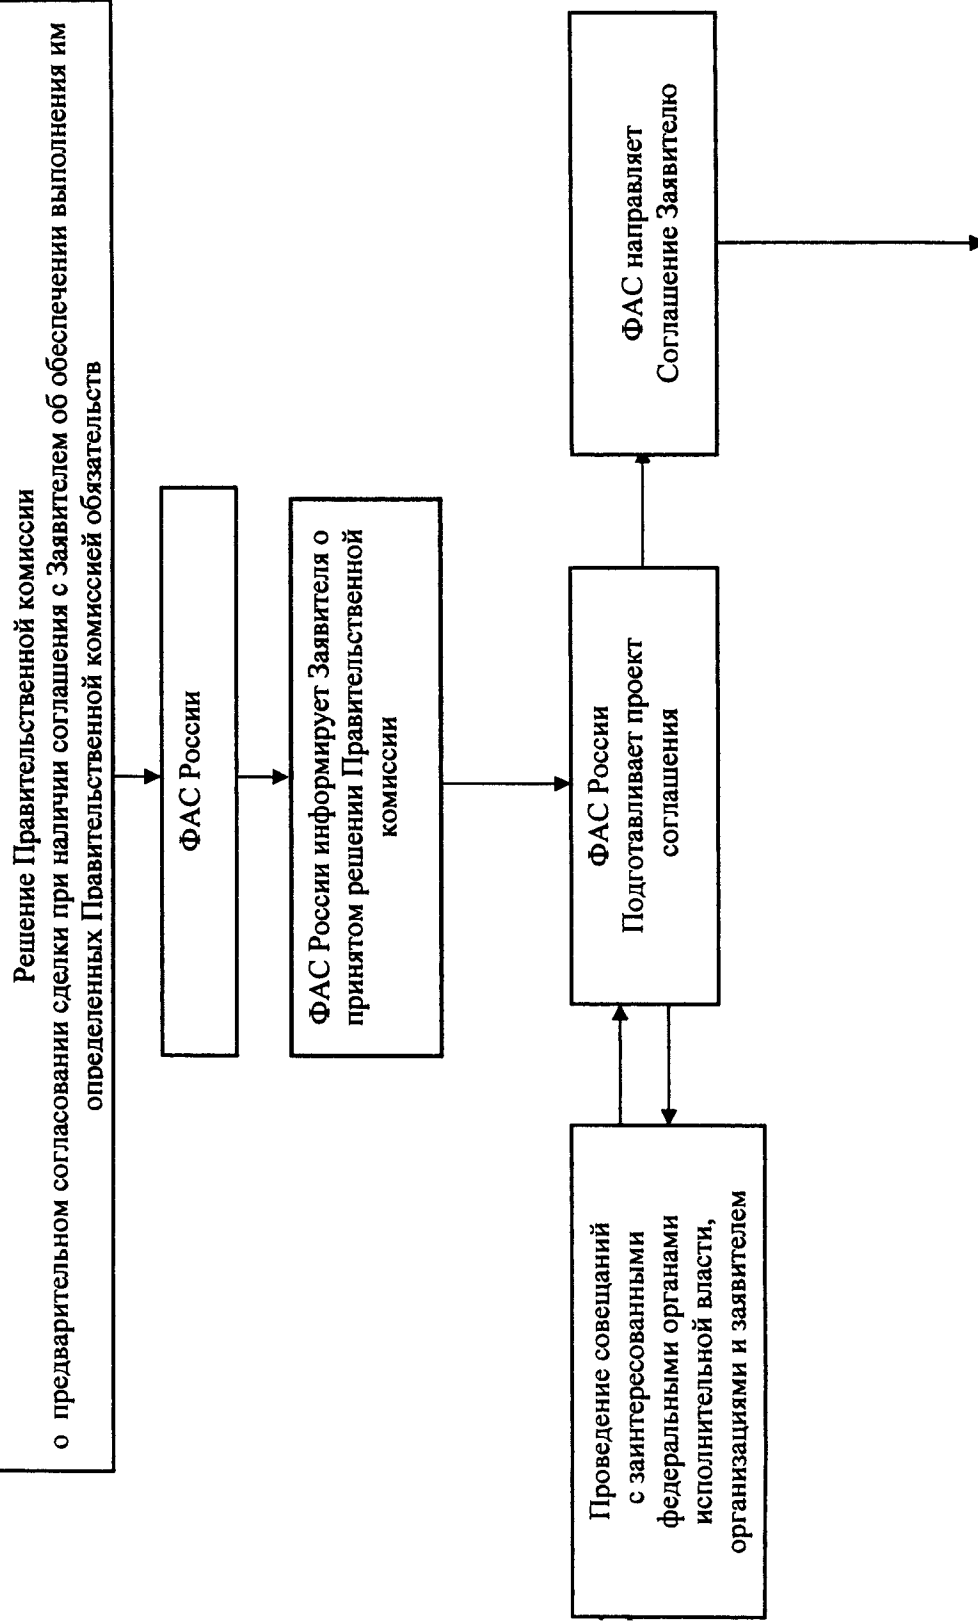 Решение Правительственной комиссии
о предварительном согласовании сделки при наличии соглашения с Заявителем об обеспечении выполнения им
определенных Правительственной комиссией обязательств
ФАС России
ФАС России информирует Заявителя о
принятом решении Правительственной
комиссии
Проведение совещаний
с заинтересованными
федеральными органами
исполнительной власти,
организациями и заявителем
ФАС России
Подготавливает проект
соглашения
ФАС направляет
Соглашение Заявителю